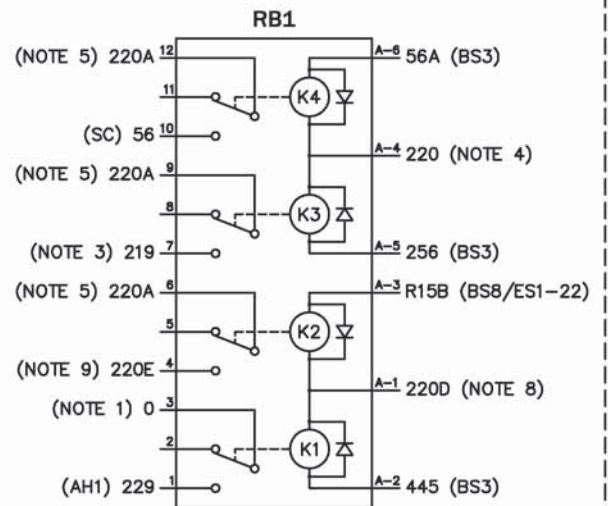 RB1
(NOTE 5) 220A 12
A-6 56A (BS3)
11
K4
(SC) 56 10
A-4 220 (NOTE 4)
(NOTE 5) 220A 9
8
K3
(NOTE 3) 219 7
A-5 256 (BS3)
(NOTE 5) 220A 6
A-3 R15B (BS8/ES1-22)
5
K2
(NOTE 9) 220E 4
A-1 220D (NOTE 8)
(NOTE 1) 0 3
2
K1
(AH1) 229 1
A-2 445 (BS3)